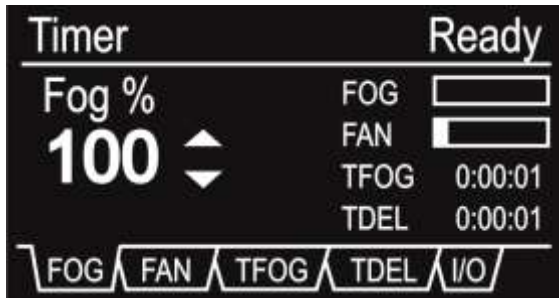 Timer Ready
Fog %
100
FOG
FAN
TFOG 0:00:01
TDEL 0:00:01
FOG FAN TFOG TDEL I/O